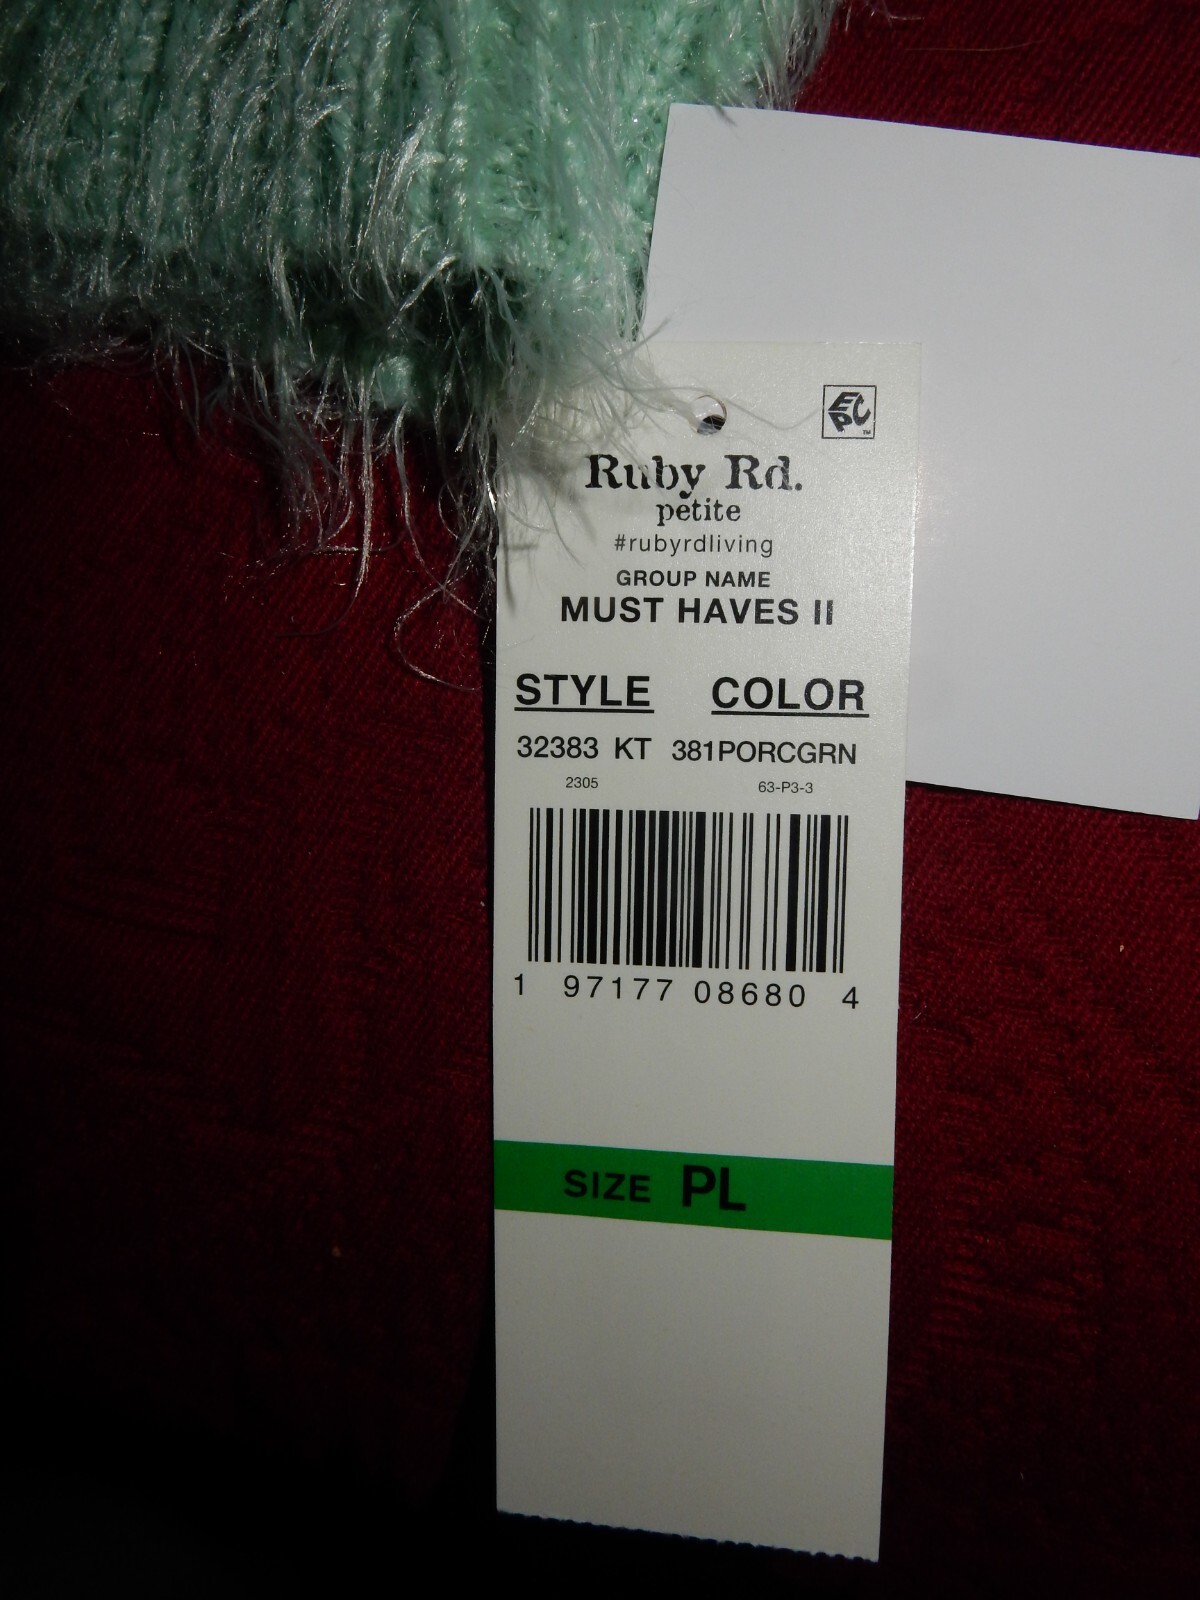 EPC™
Ruby Rd.
petite
#rubyrdliving
GROUP NAME
MUST HAVES II
STYLE COLOR
32383 KT 381PORCGRN
2305 63-P3-3
1 97177 08680 4
SIZE PL